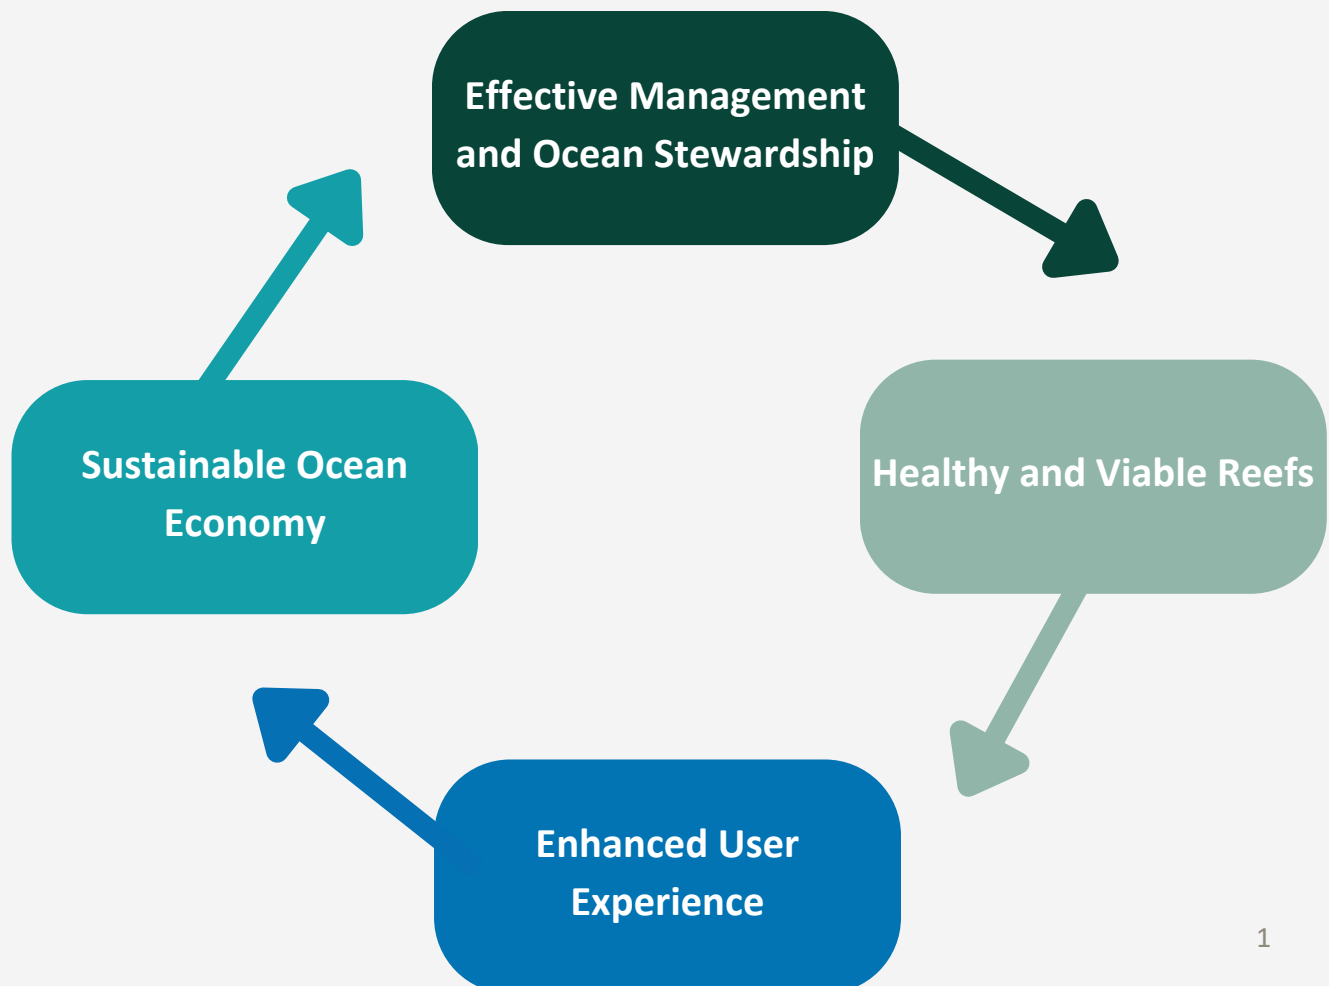 Effective Management
and Ocean Stewardship
Healthy and Viable Reefs
Sustainable Ocean
Economy
Enhanced User
Experience
1